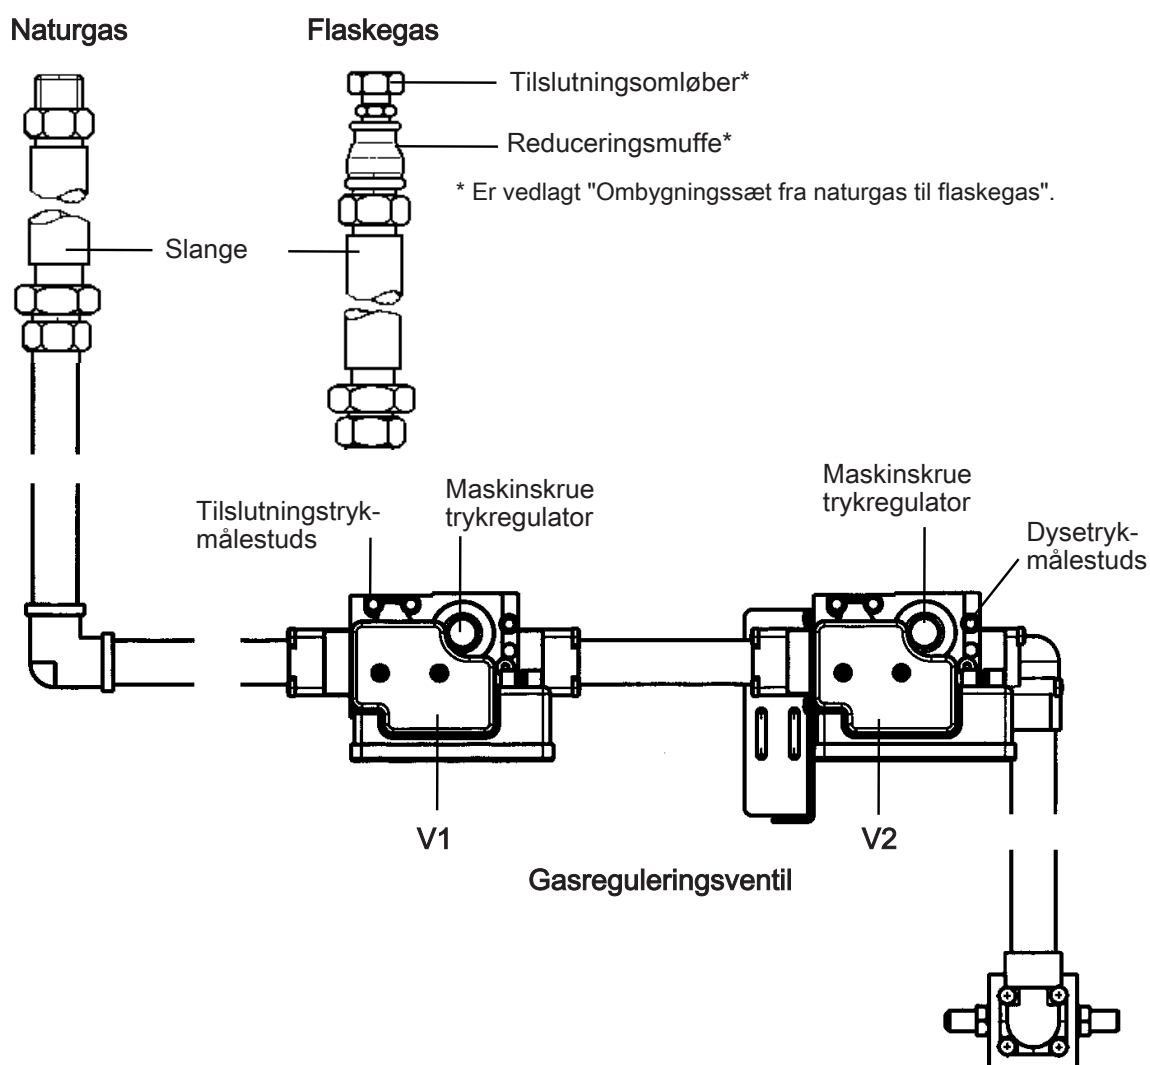 Naturgas
Flaskegas
Tilslutningsomløber*
Reduceringsmuffe*
* Er vedlagt "Ombygningssæt fra naturgas til flaskegas".
Slange
Tilslutningstryk-
målestuds
Maskinskrue
trykregulator
Maskinskrue
trykregulator
Dysetryk-
målestuds
V1
V2
Gasreguleringsventil